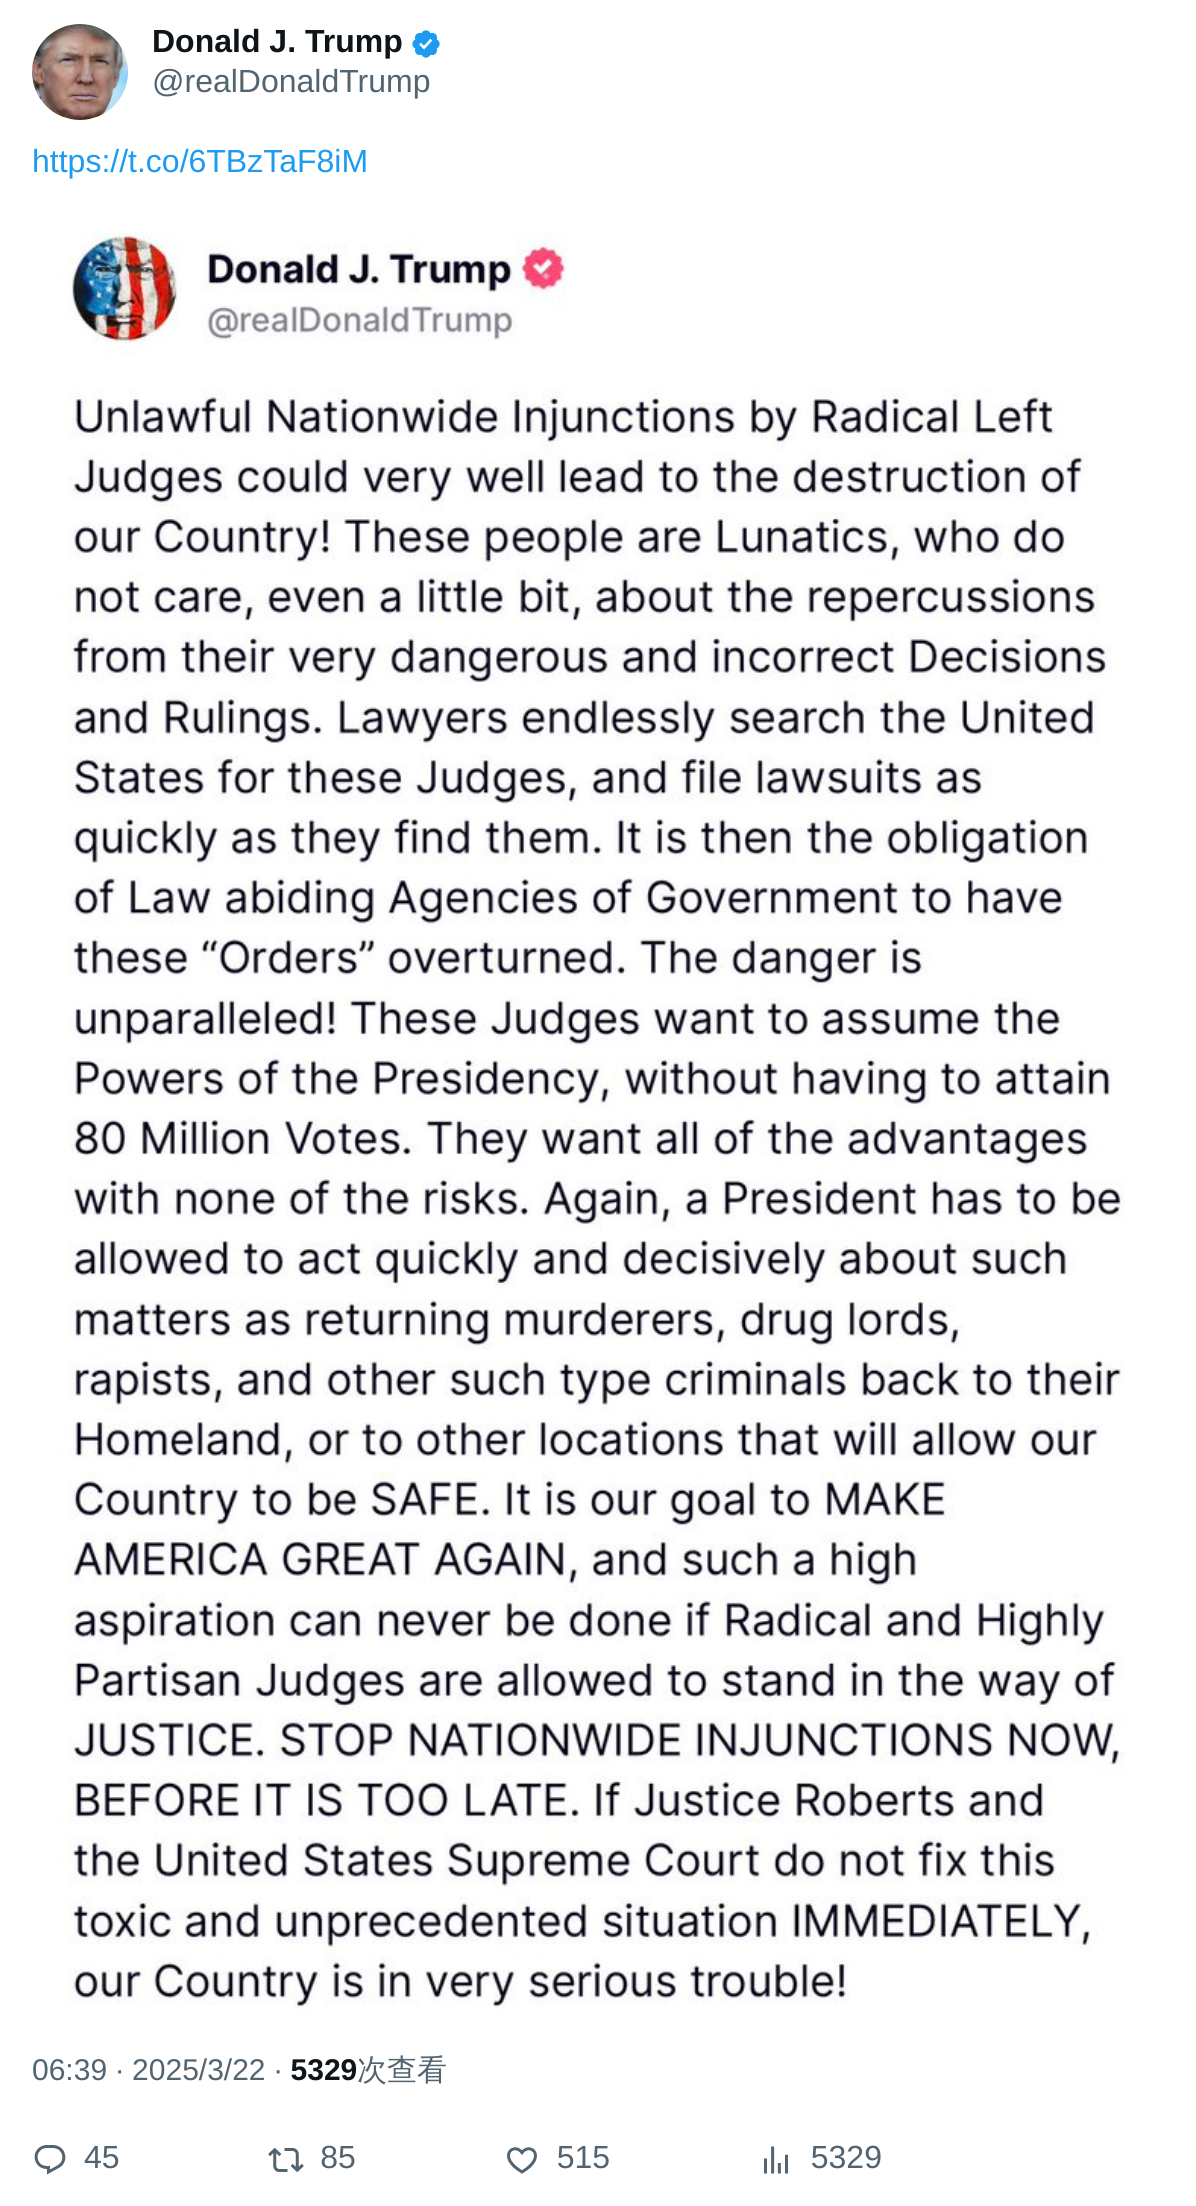 Donald J. Trump
@realDonaldTrump
https://t.co/6TBzTaF8iM
Donald J. Trump
@realDonaldTrump
Unlawful Nationwide Injunctions by Radical Left
Judges could very well lead to the destruction of
our Country! These people are Lunatics, who do
not care, even a little bit, about the repercussions
from their very dangerous and incorrect Decisions
and Rulings. Lawyers endlessly search the United
States for these Judges, and file lawsuits as
quickly as they find them. It is then the obligation
of Law abiding Agencies of Government to have
these “Orders” overturned. The danger is
unparalleled! These Judges want to assume the
Powers of the Presidency, without having to attain
80 Million Votes. They want all of the advantages
with none of the risks. Again, a President has to be
allowed to act quickly and decisively about such
matters as returning murderers, drug lords,
rapists, and other such type criminals back to their
Homeland, or to other locations that will allow our
Country to be SAFE. It is our goal to MAKE
AMERICA GREAT AGAIN, and such a high
aspiration can never be done if Radical and Highly
Partisan Judges are allowed to stand in the way of
JUSTICE. STOP NATIONWIDE INJUNCTIONS NOW,
BEFORE IT IS TOO LATE. If Justice Roberts and
the United States Supreme Court do not fix this
toxic and unprecedented situation IMMEDIATELY,
our Country is in very serious trouble!
06:39 · 2025/3/22 · 5329次查看
45 85 515 5329